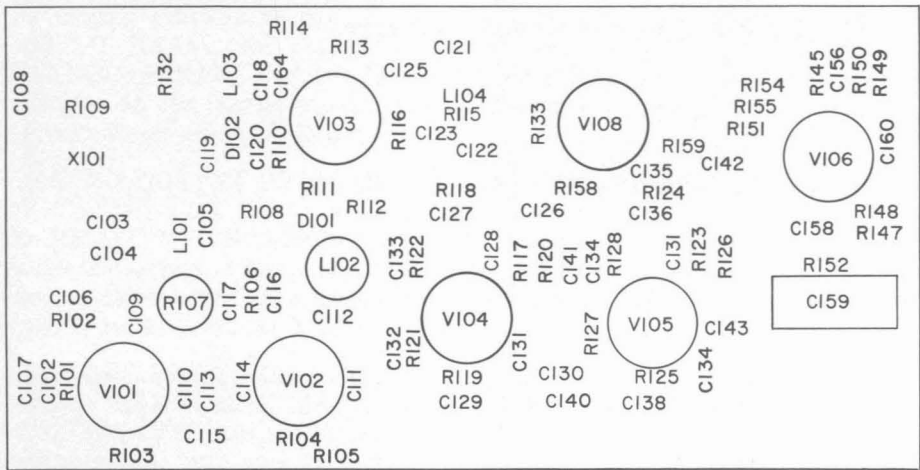 R114
R113
C121
C108
R132
L103
C118
C164
C125
R109
L104
R115
R116
C123
C122
V103
R133
V108
R154
R155
R151
R145
C156
R150
R149
X101
C119
D102
C120
R110
R159
C135
C142
R124
C136
V106
C160
C103
C104
L101
C105
R108
R111
D101
R112
R118
C127
R158
C126
C158
R148
R147
C106
R102
C109
R107
C117
R106
C116
L102
C112
C133
R122
C128
R117
R120
C141
C134
R128
C131
R123
R126
R152
C159
V104
C132
R121
C131
R127
V105
C143
C134
C107
C102
R101
V101
C110
C113
C114
V102
C111
R119
C129
C130
C140
R125
C138
C115
R103
R104
R105